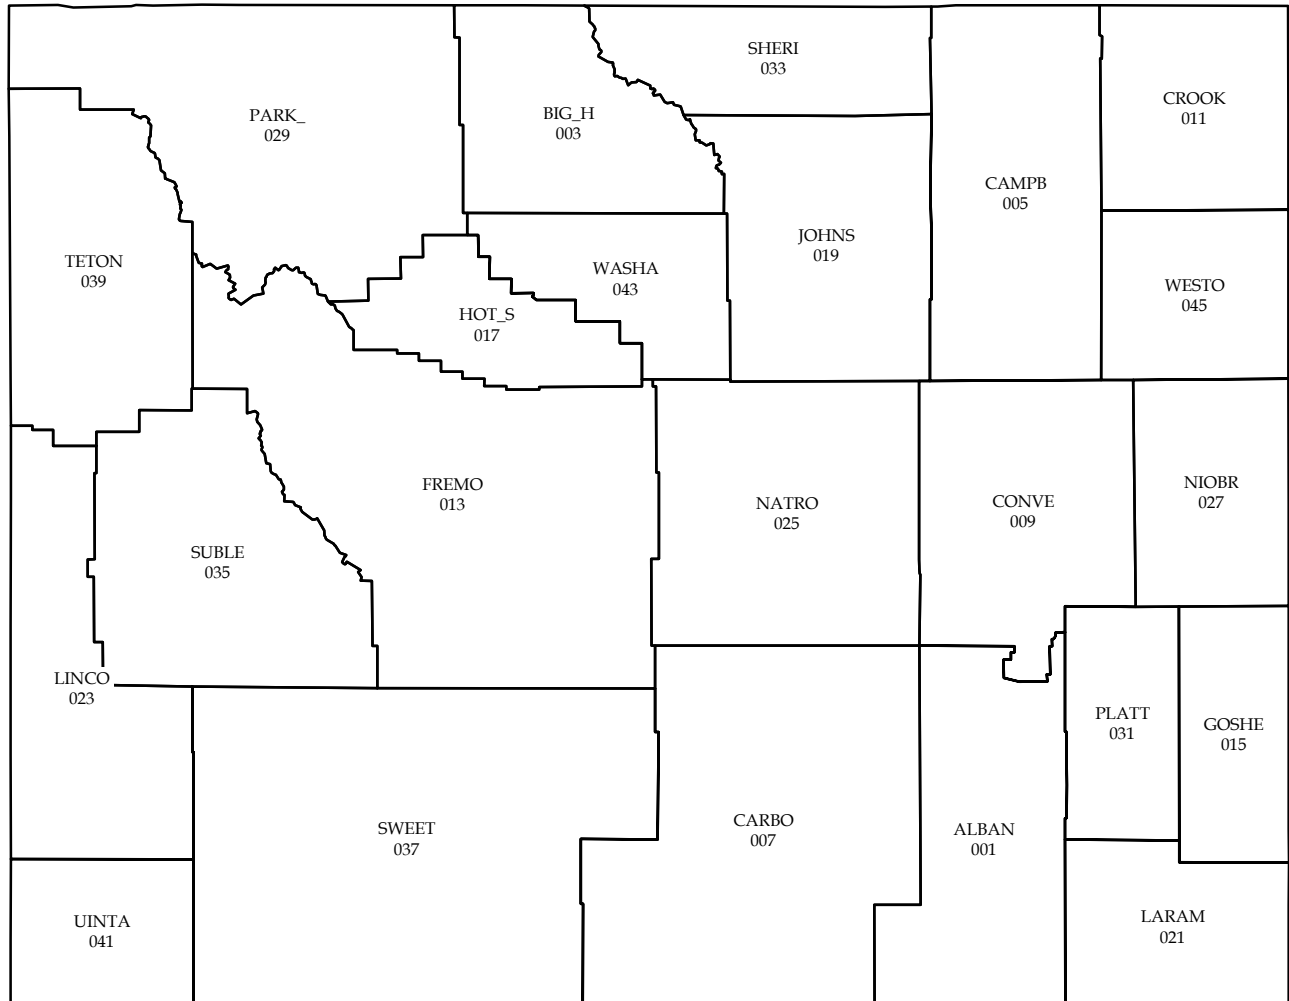 SHERI
033
CROOK
011
PARK_
029
BIG_H
003
CAMPB
005
JOHNS
019
TETON
039
WASHA
043
WESTO
045
HOT_S
017
FREMO
013
NATRO
025
CONVE
009
NIOBR
027
SUBLE
035
LINCO
023
PLATT
031
GOSHE
015
SWEET
037
CARBO
007
ALBAN
001
UINTA
041
LARAM
021